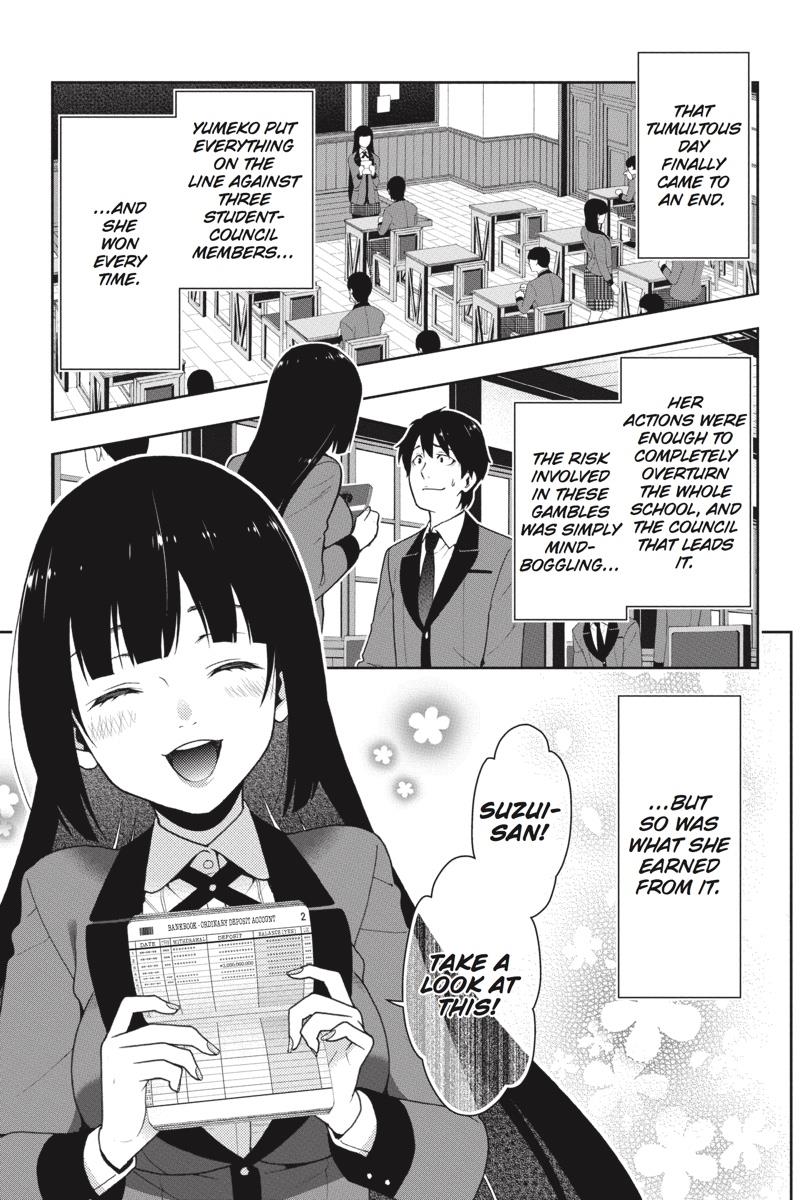 THAT
TUMULTOUS
DAY
FINALLY
CAME TO
AN END.
YUMEKO PUT
EVERYTHING
ON THE
LINE AGAINST
THREE
STUDENT-
COUNCIL
MEMBERS...
...AND
SHE
WON
EVERY
TIME.
HER
ACTIONS WERE
ENOUGH TO
COMPLETELY
OVERTURN
THE WHOLE
SCHOOL, AND
THE COUNCIL
THAT LEADS
IT.
THE RISK
INVOLVED
IN THESE
GAMBLES
WAS SIMPLY
MIND-
BOGGLING...
...BUT
SO WAS
WHAT SHE
EARNED
FROM IT.
SUZUI-
SAN!
TAKE A
LOOK AT
THIS!
BANKBOOK - ORDINARY DEPOSIT ACCOUNT 2
DATE WITHDRAWAL DEPOSIT BALANCE (YEN)